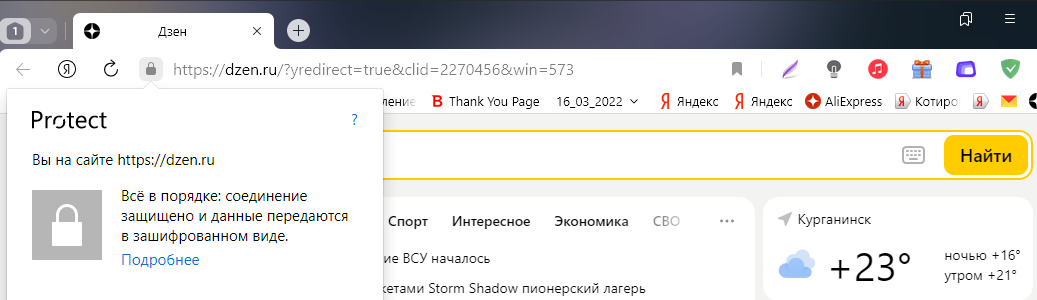 1
Дзен
Я
https://dzen.ru/?yredirect=true&clid=2270456&win=573
ление
B Thank You Page
16_03_2022
Я Яндекс
Я Яндекс
AliExpress
Я Котиро
Я
Protect
?
Вы на сайте https://dzen.ru
Всё в порядке: соединение
защищено и данные передаются
в зашифрованном виде.
Подробнее
Найти
Спорт Интересное Экономика СВО ...
ие ВСУ началось
кетами Storm Shadow пионерский лагерь
Курганинск
+23°
ночью +16°
утром +21°